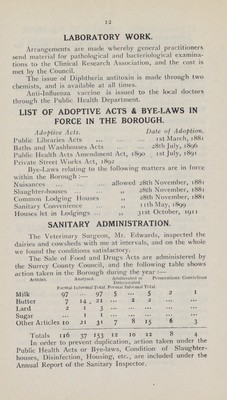 12
LABORATORY WORK.
Arrangements are made whereby general practitioners
send material for pathological and bacteriological examina-
tions to the Clinical Research Association, and the cost is
met by the Council.
The issue of Diphtheria antitoxin is made through two
chemists, and is available at all times.
Anti-Influenza vaccine is issued to the local doctors
through the Public Health Department.
LIST OF ADOPTIVE ACTS & BYE-LAWS IN
FORCE IN THE BOROUGH.
Adoptive Acts. Date of Adoption.
Public Libraries Acts ... ... ... 1st March, 1881
Baths and Washhouses Acts ... 28th July, 1896
Public Health Acts Amendment Act, 1890 1st July, 1891
Private Street Works Act, 1892
Bye-Laws relating to the following matters are in force
within the Borough :—
Nuisances ... ... ... allowed 28th November, 1881
Slaughter-houses ... ... ,, 28th November, 1881
Common Lodging Houses ,, 28th November, 1881
Sanitary Conveniences ,, 11th May, 1899
Houses let in Lodgings ... ,, 31st October, 1911
SANITARY ADMINISTRATION.
The Veterinary Surgeon, Mr. Edwards, inspected the
dairies and cowsheds with me at intervals, and on the whole
we found the conditions satisfactory.
The Sale of Food and Drugs Acts are administered by
the Surrey County Council, and the following table shows
action taken in the Borough during the year :—
Articles Analysed. Adulterated or Prosecutions Convictions
Deteriorated
Formal Informal Total Formal Informal Total
Milk 97 ... 97 5 ... 5 2 1
Butter 7 14 21 ... 2 2 ... ...
Lard 2 1 3 ... ... ... ... ...
Sugar ... 1 1 ... ... ... ... ...
Other Articles 10 21 31 7 8 15 6 3
Totals 116 37 153 12 10 22 8 4
In order to prevent duplication, action taken under the
Public Health Acts or Bye-laws, Condition of Slaughter-
houses, Disinfection, Housing, etc., are included under the
Annual Report of the Sanitary Inspector.